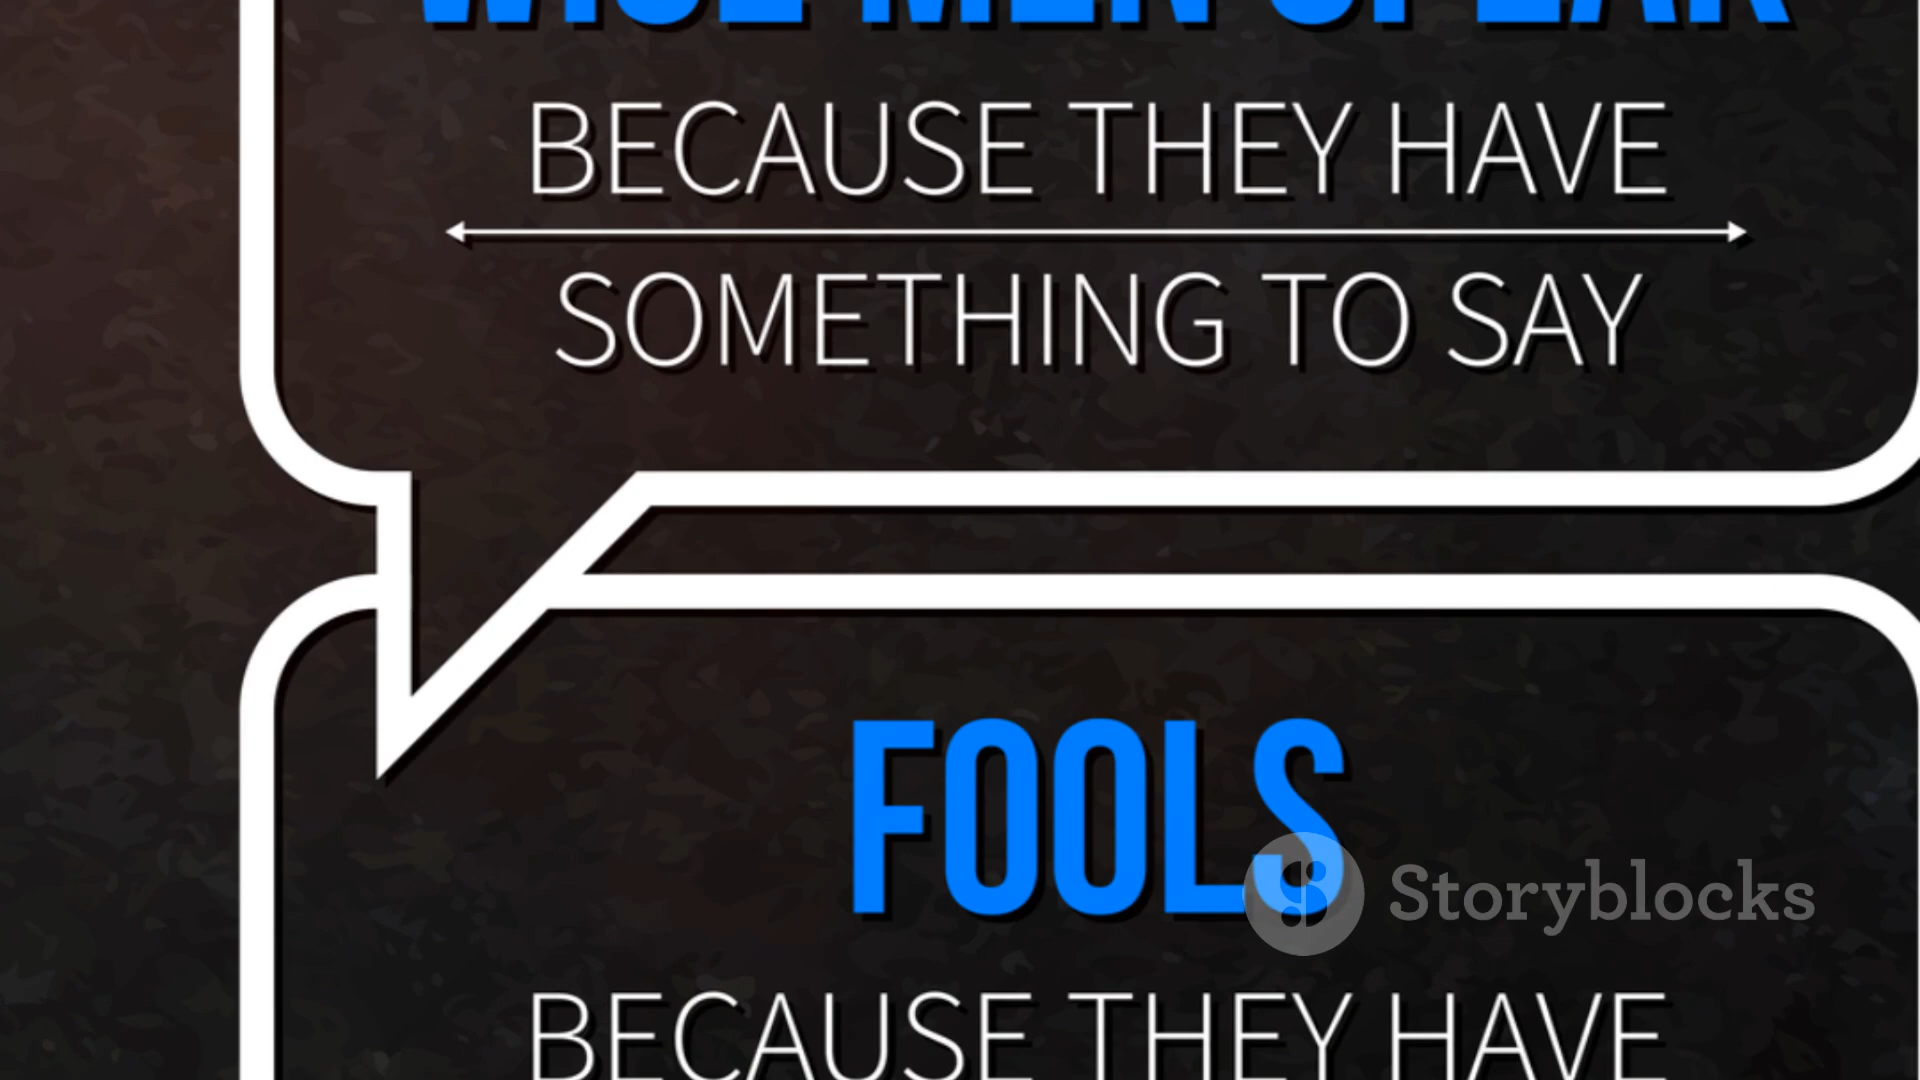 WISE MEN SPEAK
BECAUSE THEY HAVE
SOMETHING TO SAY
FOOLS
Storyblocks
BECAUSE THEY HAVE